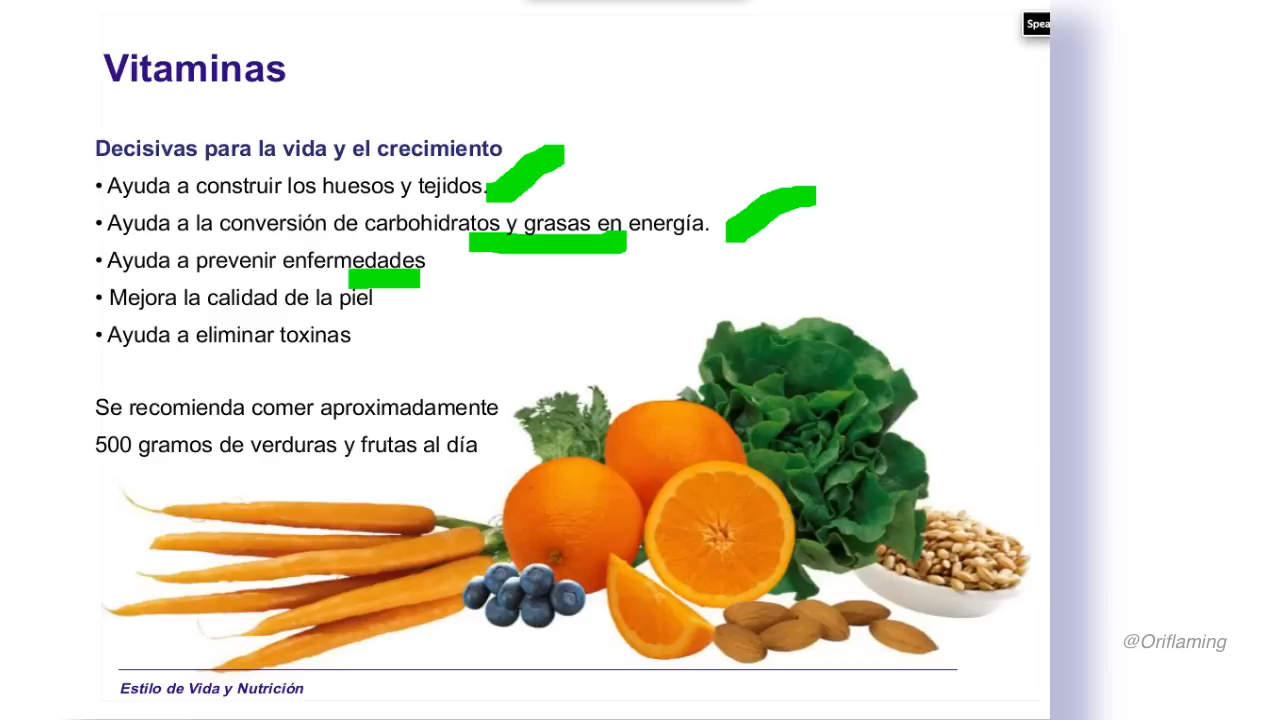 Spea
Vitaminas
Decisivas para la vida y el crecimiento
• Ayuda a construir los huesos y tejidos.
• Ayuda a la conversión de carbohidratos y grasas en energía.
• Ayuda a prevenir enfermedades
• Mejora la calidad de la piel
• Ayuda a eliminar toxinas
Se recomienda comer aproximadamente
500 gramos de verduras y frutas al día
@Oriflaming
Estilo de Vida y Nutrición